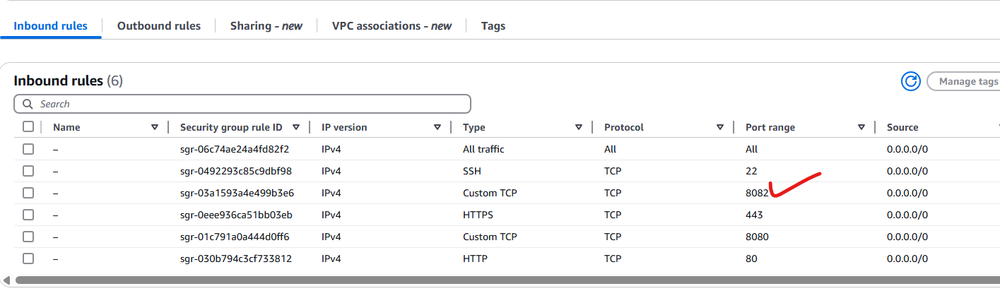 Inbound rules Outbound rules Sharing - new VPC associations - new Tags
Inbound rules (6)
Manage tags
Search
Name Security group rule ID IP version Type Protocol Port range Source
– sgr-06c74ae24a4fd82f2 IPv4 All traffic All All 0.0.0.0/0
– sgr-0492293c85c9dbf98 IPv4 SSH TCP 22 0.0.0.0/0
– sgr-03a1593a4e499b3e6 IPv4 Custom TCP TCP 8082 0.0.0.0/0
– sgr-0eee936ca51bb03eb IPv4 HTTPS TCP 443 0.0.0.0/0
– sgr-01c791a0a444d0ff6 IPv4 Custom TCP TCP 8080 0.0.0.0/0
– sgr-030b794c3cf733812 IPv4 HTTP TCP 80 0.0.0.0/0